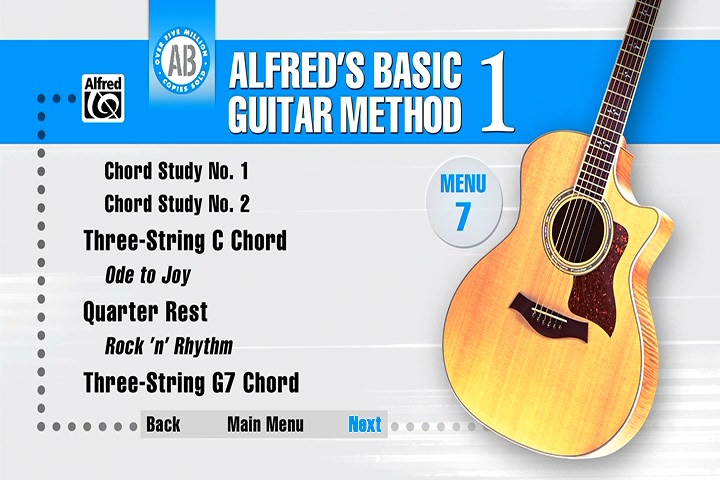 OVER FIVE MILLION
AB
COPIES SOLD
Alfred
ALFRED'S BASIC
GUITAR METHOD 1
MENU
7
Chord Study No. 1
Chord Study No. 2
Three-String C Chord
Ode to Joy
Quarter Rest
Rock 'n' Rhythm
Three-String G7 Chord
Back Main Menu Next